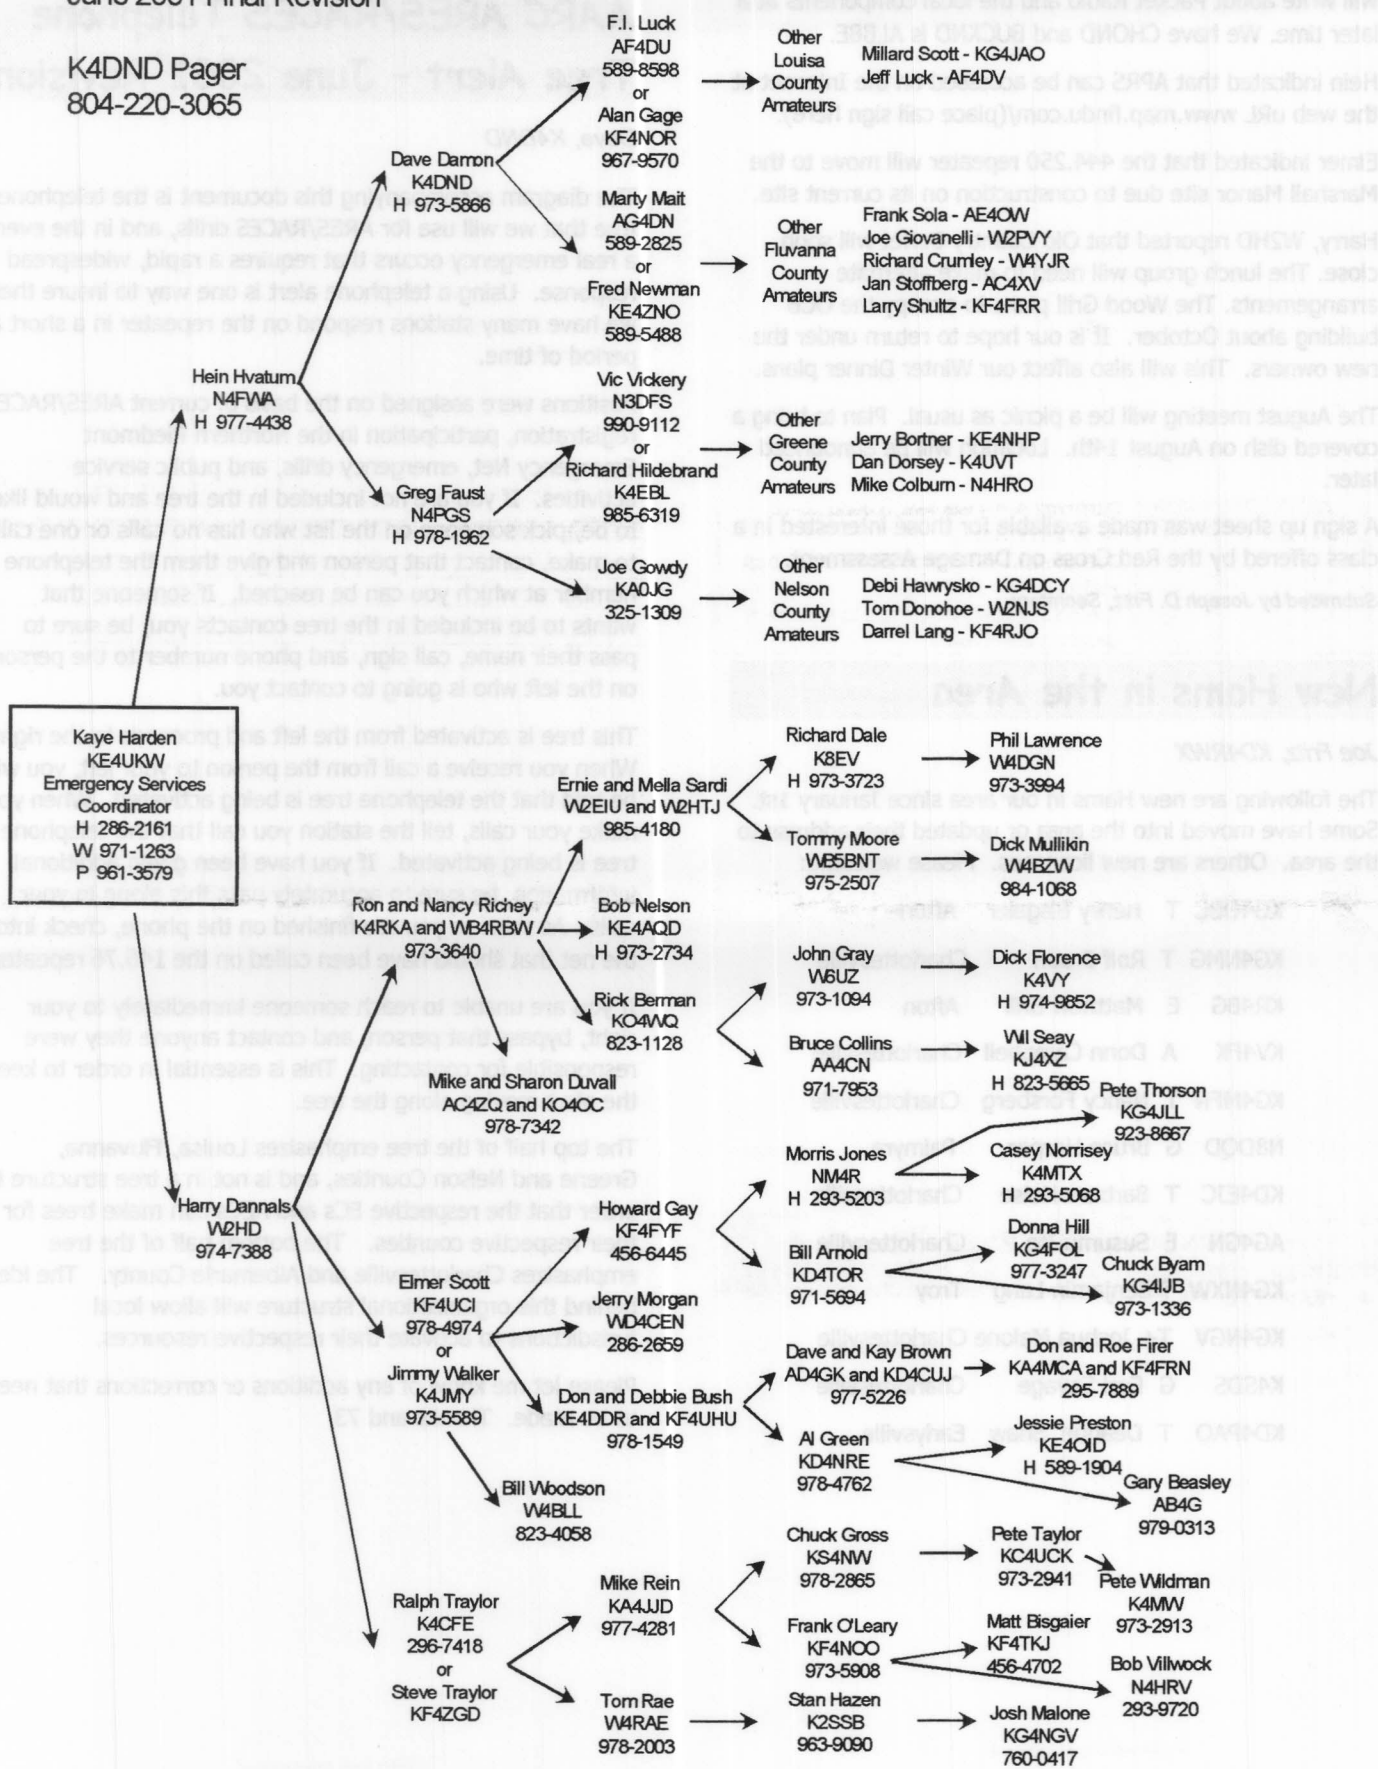 June 2001 Final Revision
K4DND Pager
804-220-3065
Kaye Harden
KE4UKW
Emergency Services
Coordinator
H 286-2161
W 971-1263
P 961-3579
Hein Hvatum
N4FWA
H 977-4438
Harry Dannals
W2HD
974-7388
Dave Damon
K4DND
H 973-5866
Greg Faust
N4PGS
H 978-1962
F.I. Luck
AF4DU
589-8598
or
Alan Gage
KF4NOR
967-9570
Marty Mait
AG4DN
589-2825
or
Fred Newman
KE4ZNO
589-5488
Vic Vickery
N3DFS
990-9112
or
Richard Hildebrand
K4EBL
985-6319
Joe Gowdy
KA0JG
325-1309
Other
Louisa
County
Amateurs
Millard Scott - KG4JAO
Jeff Luck - AF4DV
Other
Fluvanna
County
Amateurs
Frank Sola - AE4OW
Joe Giovanelli - W2PVY
Richard Crumley - W4YJR
Jan Stoffberg - AC4XV
Larry Shultz - KF4FRR
Other
Greene
County
Amateurs
Jerry Bortner - KE4NHP
Dan Dorsey - K4UVT
Mike Colburn - N4HRO
Other
Nelson
County
Amateurs
Debi Hawrysko - KG4DCY
Tom Donohoe - W2NJS
Darrel Lang - KF4RJO
Ron and Nancy Richey
K4RKA and WB4RBW
973-3640
Ernie and Mella Sardi
W2EIU and W2HTJ
985-4180
Bob Nelson
KE4AQD
H 973-2734
Rick Berman
KO4WQ
823-1128
Mike and Sharon Duvall
AC4ZQ and KO4OC
978-7342
Richard Dale
K8EV
H 973-3723
Phil Lawrence
W4DGN
973-3994
Tommy Moore
WB5BNT
975-2507
Dick Mullikin
W4BZW
984-1068
John Gray
W6UZ
973-1094
Dick Florence
K4VY
H 974-9852
Bruce Collins
AA4CN
971-7953
Wil Seay
KJ4XZ
H 823-5665
Elmer Scott
KF4UCI
978-4974
or
Jimmy Walker
K4JMY
973-5589
Howard Gay
KF4FYF
456-6445
Jerry Morgan
WD4CEN
286-2659
Don and Debbie Bush
KE4DDR and KF4UHU
978-1549
Bill Woodson
W4BLL
823-4058
Morris Jones
NM4R
H 293-5203
Pete Thorson
KG4JLL
923-8667
Casey Norrisey
K4MTX
H 293-5068
Bill Arnold
KD4TOR
971-5694
Donna Hill
KG4FOL
977-3247
Chuck Byam
KG4IJB
973-1336
Dave and Kay Brown
AD4GK and KD4CUJ
977-5226
Don and Roe Firer
KA4MCA and KF4FRN
295-7889
Al Green
KD4NRE
978-4762
Jessie Preston
KE4OID
H 589-1904
Gary Beasley
AB4G
979-0313
Ralph Traylor
K4CFE
296-7418
or
Steve Traylor
KF4ZGD
Mike Rein
KA4JJD
977-4281
Tom Rae
W4RAE
978-2003
Chuck Gross
KS4NW
978-2865
Pete Taylor
KC4UCK
973-2941
Pete Wildman
K4MW
973-2913
Frank O'Leary
KF4NOO
973-5908
Matt Bisgaier
KF4TKJ
456-4702
Bob Villwock
N4HRV
293-9720
Stan Hazen
K2SSB
963-9090
Josh Malone
KG4NGV
760-0417